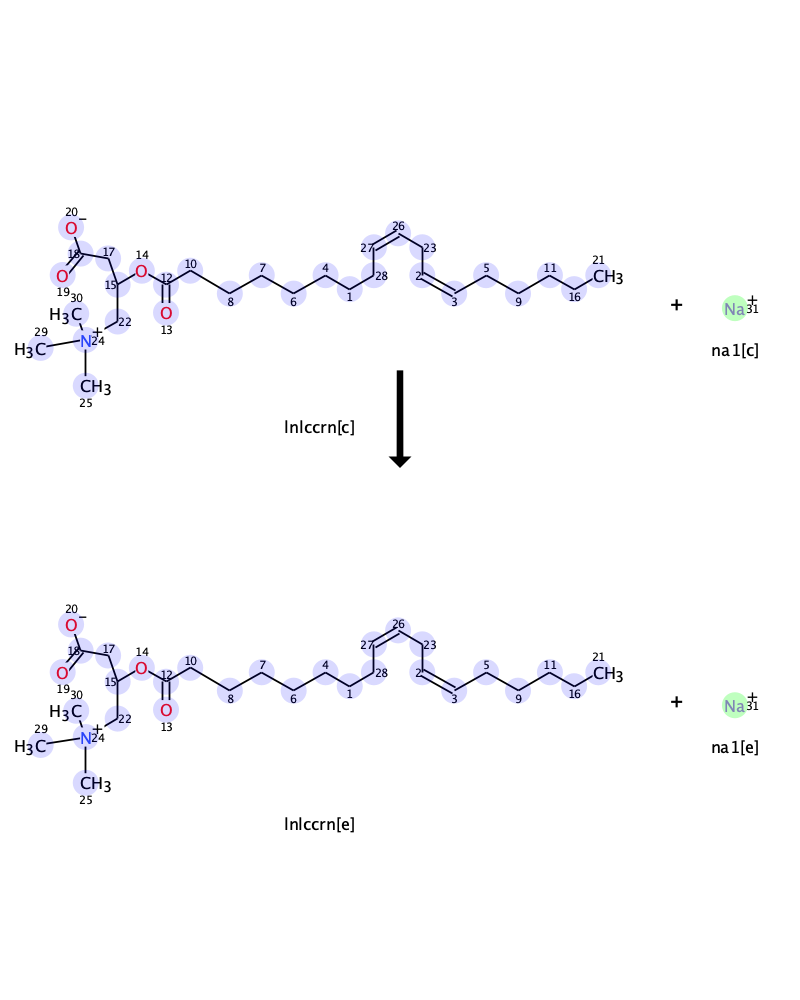 20
O−
26
27 23
18 17 14 12 10 7 4 28 2 5 11 21
O O CH3
19 15 8 6 1 3 9 16
30
H3C 22 O + Na+ 31
29 13
H3C N+ 24 na1[c]
CH3
25
lnlccrn[c]
20
O−
26
27 23
18 17 14 12 10 7 4 28 2 5 11 21
O O CH3
19 15 8 6 1 3 9 16
30
H3C 22 O + Na+ 31
29 13
H3C N+ 24 na1[e]
CH3
25
lnlccrn[e]